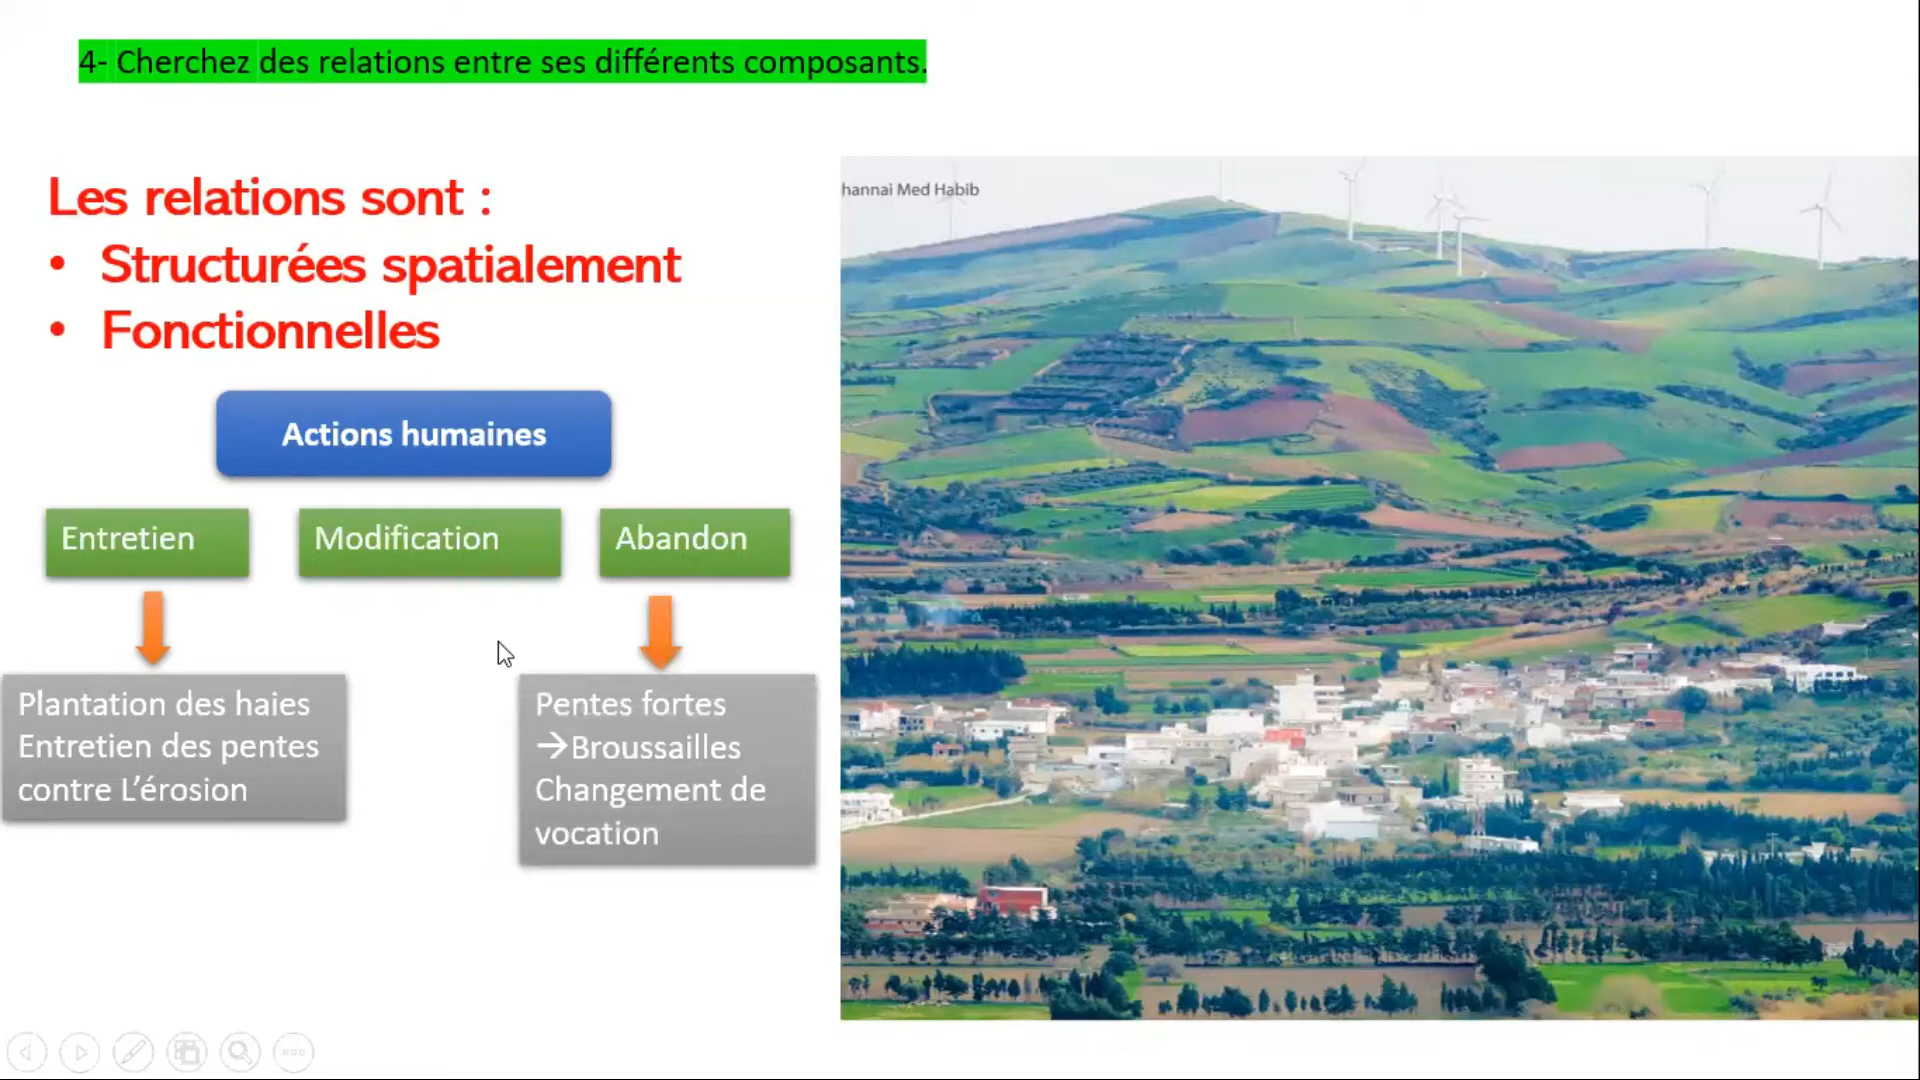 4- Cherchez des relations entre ses différents composants.
hannai Med Habib
Les relations sont :
• Structurées spatialement
• Fonctionnelles
Actions humaines
Entretien
Modification
Abandon
Plantation des haies
Entretien des pentes
contre L’érosion
Pentes fortes
→Broussailles
Changement de
vocation